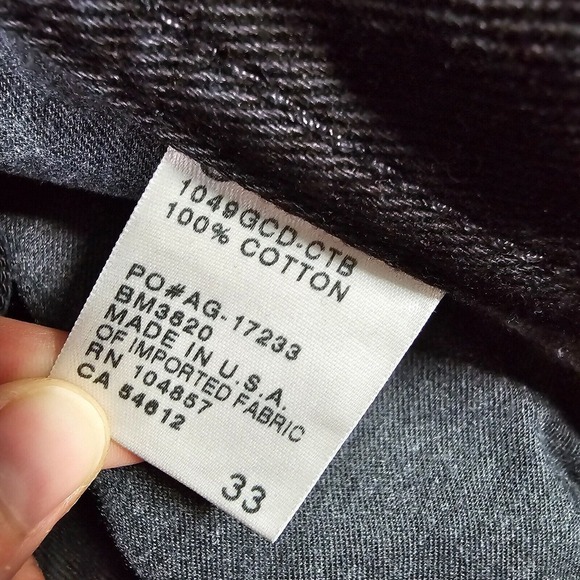 1049GCD-CTB
100% COTTON
PO#AG-17233
BM3820
MADE IN U.S.A.
OF IMPORTED FABRIC
RN 104857
CA 54612
33